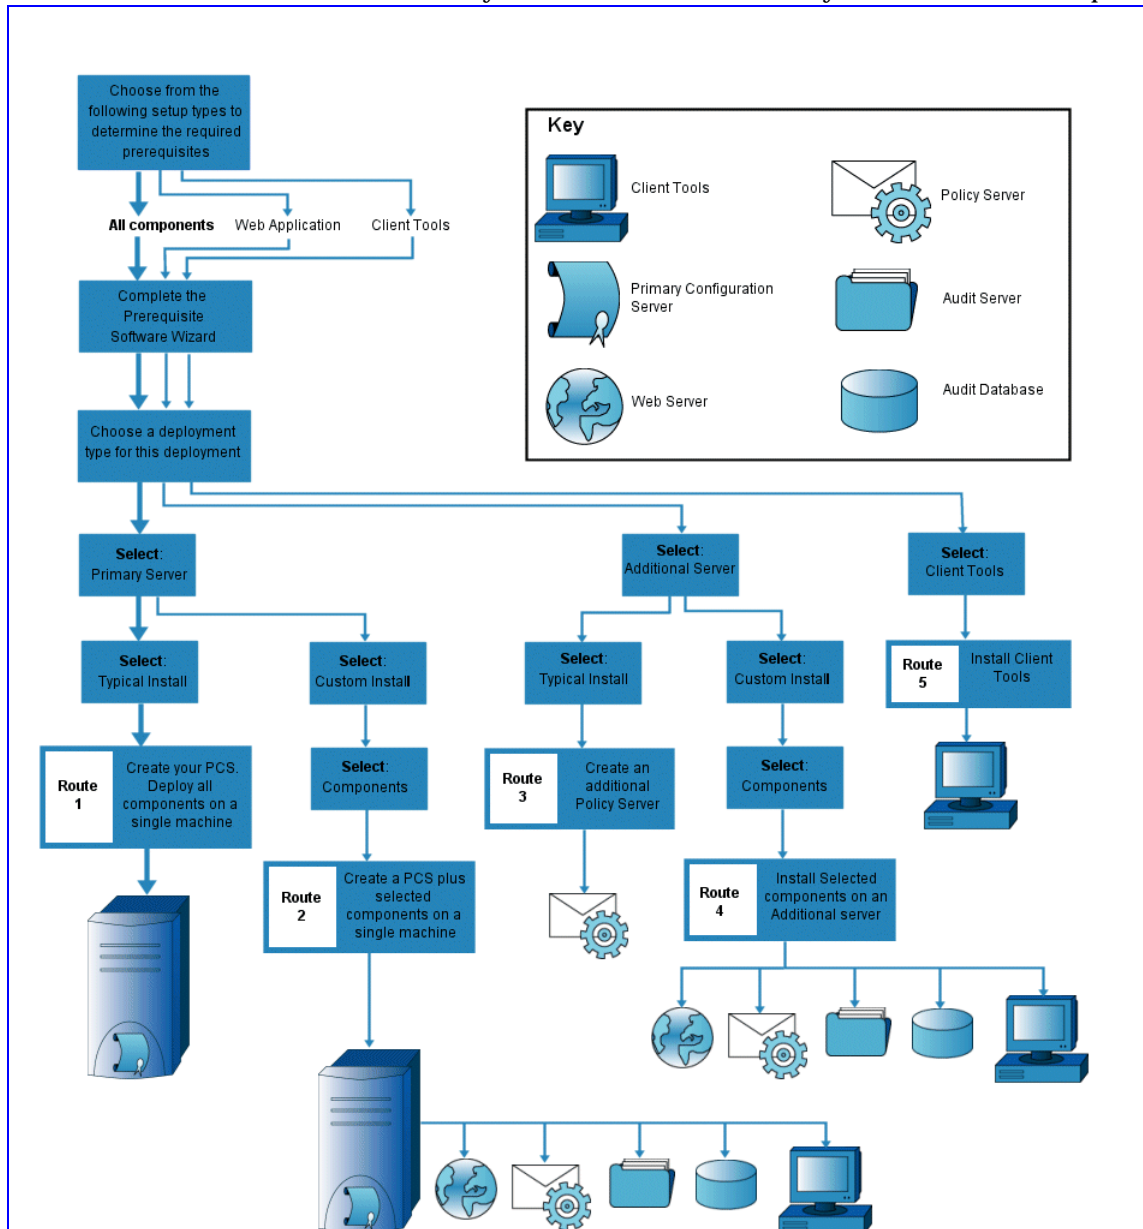 Choose from the
following setup types to
determine the required
prerequisites
All components
Web Application
Client Tools
Complete the
Prerequisite
Software Wizard
Choose a deployment
type for this deployment
Key
Client Tools
Policy Server
Primary Configuration
Server
Audit Server
Web Server
Audit Database
Select:
Primary Server
Select:
Additional Server
Select:
Client Tools
Select:
Typical Install
Select:
Custom Install
Select:
Typical Install
Select:
Custom Install
Route
5
Install Client
Tools
Route
1
Create your PCS.
Deploy all
components on a
single machine
Select:
Components
Route
3
Create an
additional
Policy Server
Select:
Components
Route
2
Create a PCS plus
selected
components on a
single machine
Route
4
Install Selected
components on an
Additional server